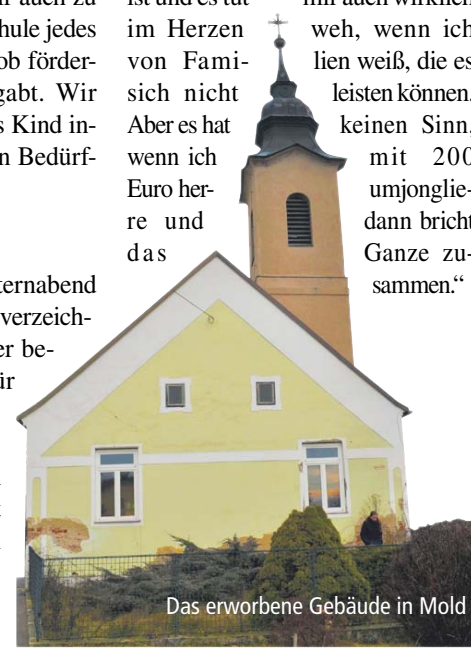 auch zu
hule jedes
ob förder-
gabt. Wir
s Kind in-
n Bedürf-
ternabend
verzeich-
er be-
ür
ist und es tut mir auch wirklich
im Herzen weh, wenn ich
von Fami- lien weiß, die es
sich nicht leisten können.
Aber es hat keinen Sinn,
wenn ich mit 200
Euro her- umjonglie-
re und dann bricht
das Ganze zu-
sammen.“
Das erworbene Gebäude in Mold